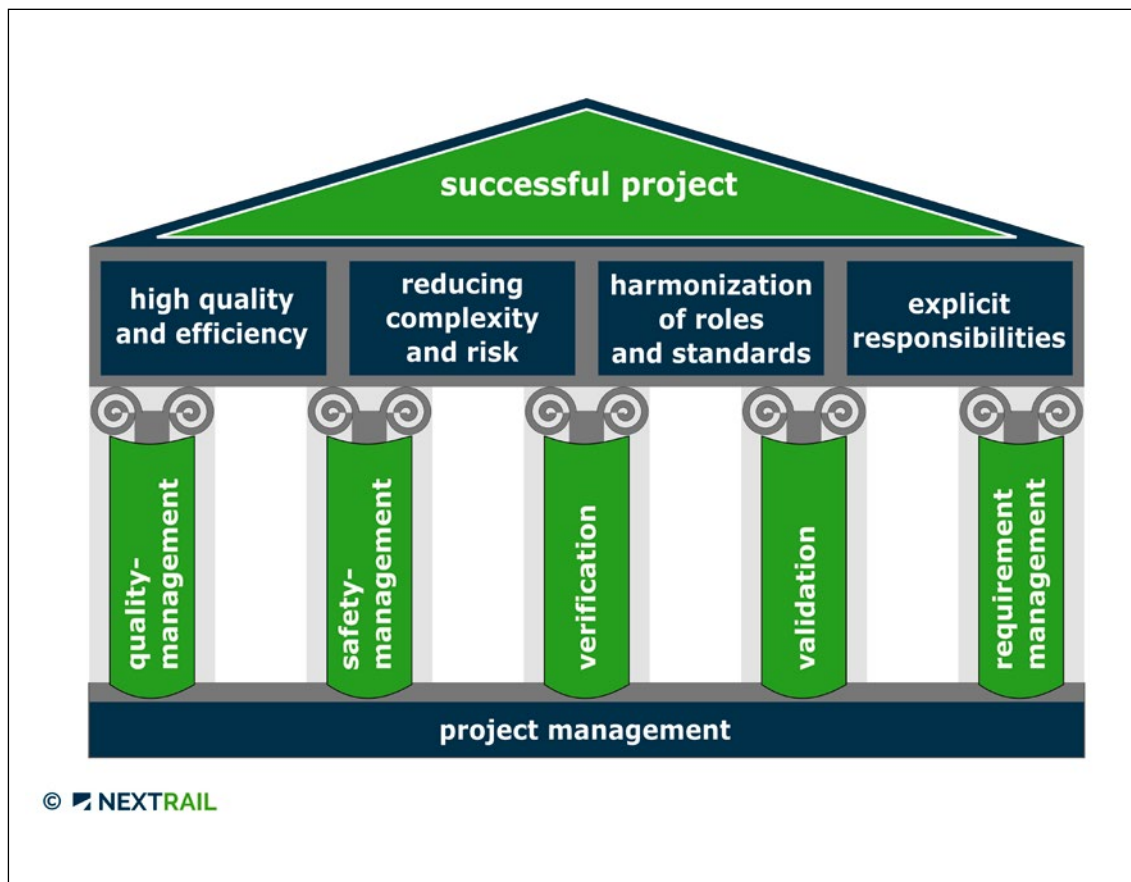 successful project
high quality
and efficiency
reducing
complexity
and risk
harmonization
of roles
and standards
explicit
responsibilities
quality-
management
safety-
management
verification
validation
requirement
management
project management
© NEXTRAIL